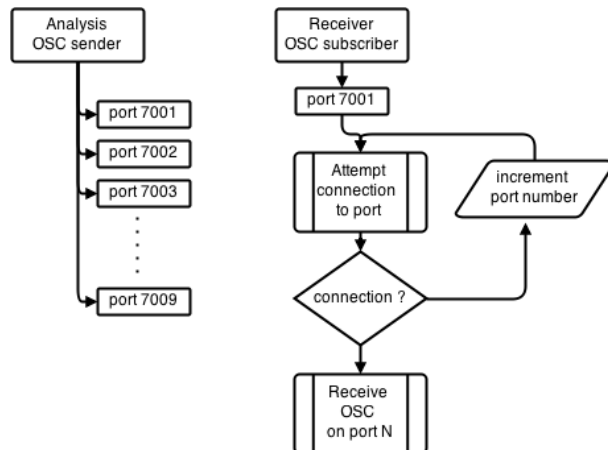 Analysis
OSC sender
port 7001
port 7002
port 7003
port 7009
Receiver
OSC subscriber
port 7001
Attempt
connection
to port
increment
port number
connection ?
Receive
OSC
on port N